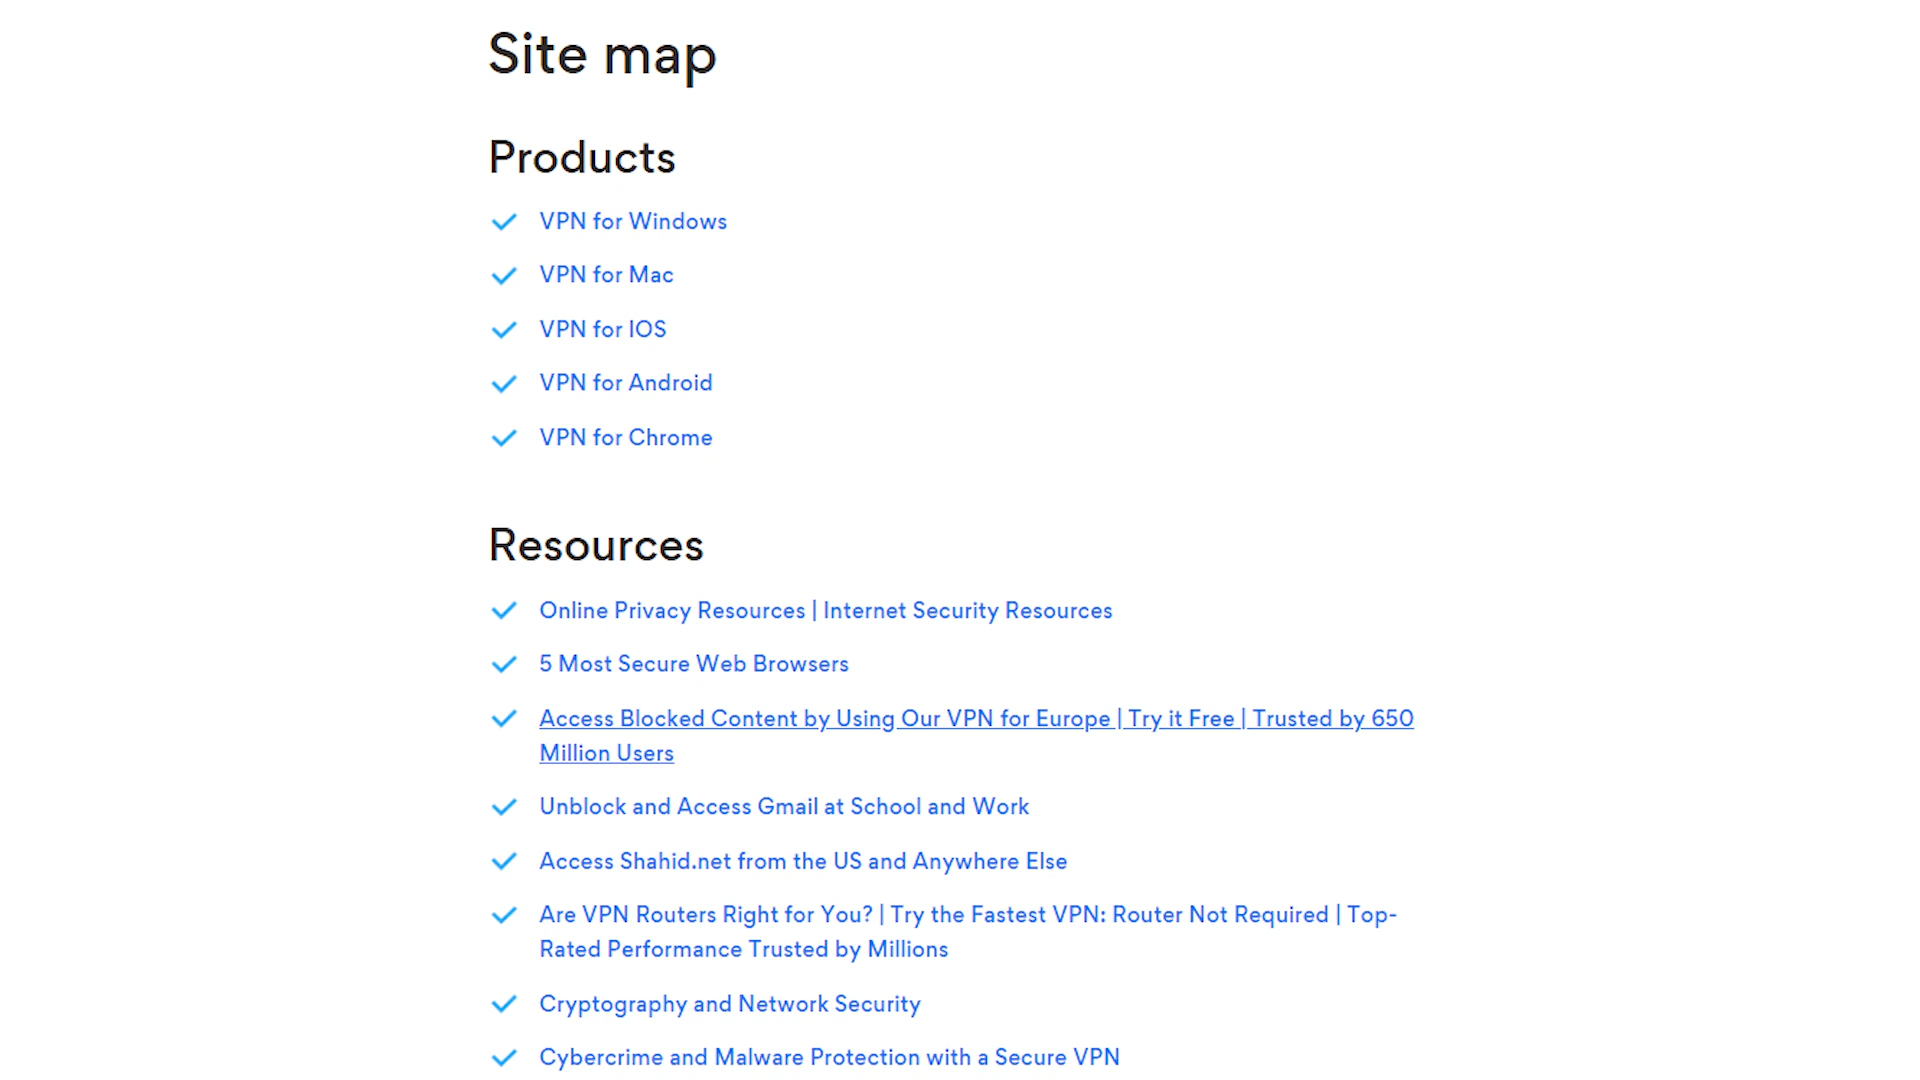 Site map
Products
VPN for Windows
VPN for Mac
VPN for IOS
VPN for Android
VPN for Chrome
Resources
Online Privacy Resources | Internet Security Resources
5 Most Secure Web Browsers
Access Blocked Content by Using Our VPN for Europe | Try it Free | Trusted by 650
Million Users
Unblock and Access Gmail at School and Work
Access Shahid.net from the US and Anywhere Else
Are VPN Routers Right for You? | Try the Fastest VPN: Router Not Required | Top-
Rated Performance Trusted by Millions
Cryptography and Network Security
Cybercrime and Malware Protection with a Secure VPN